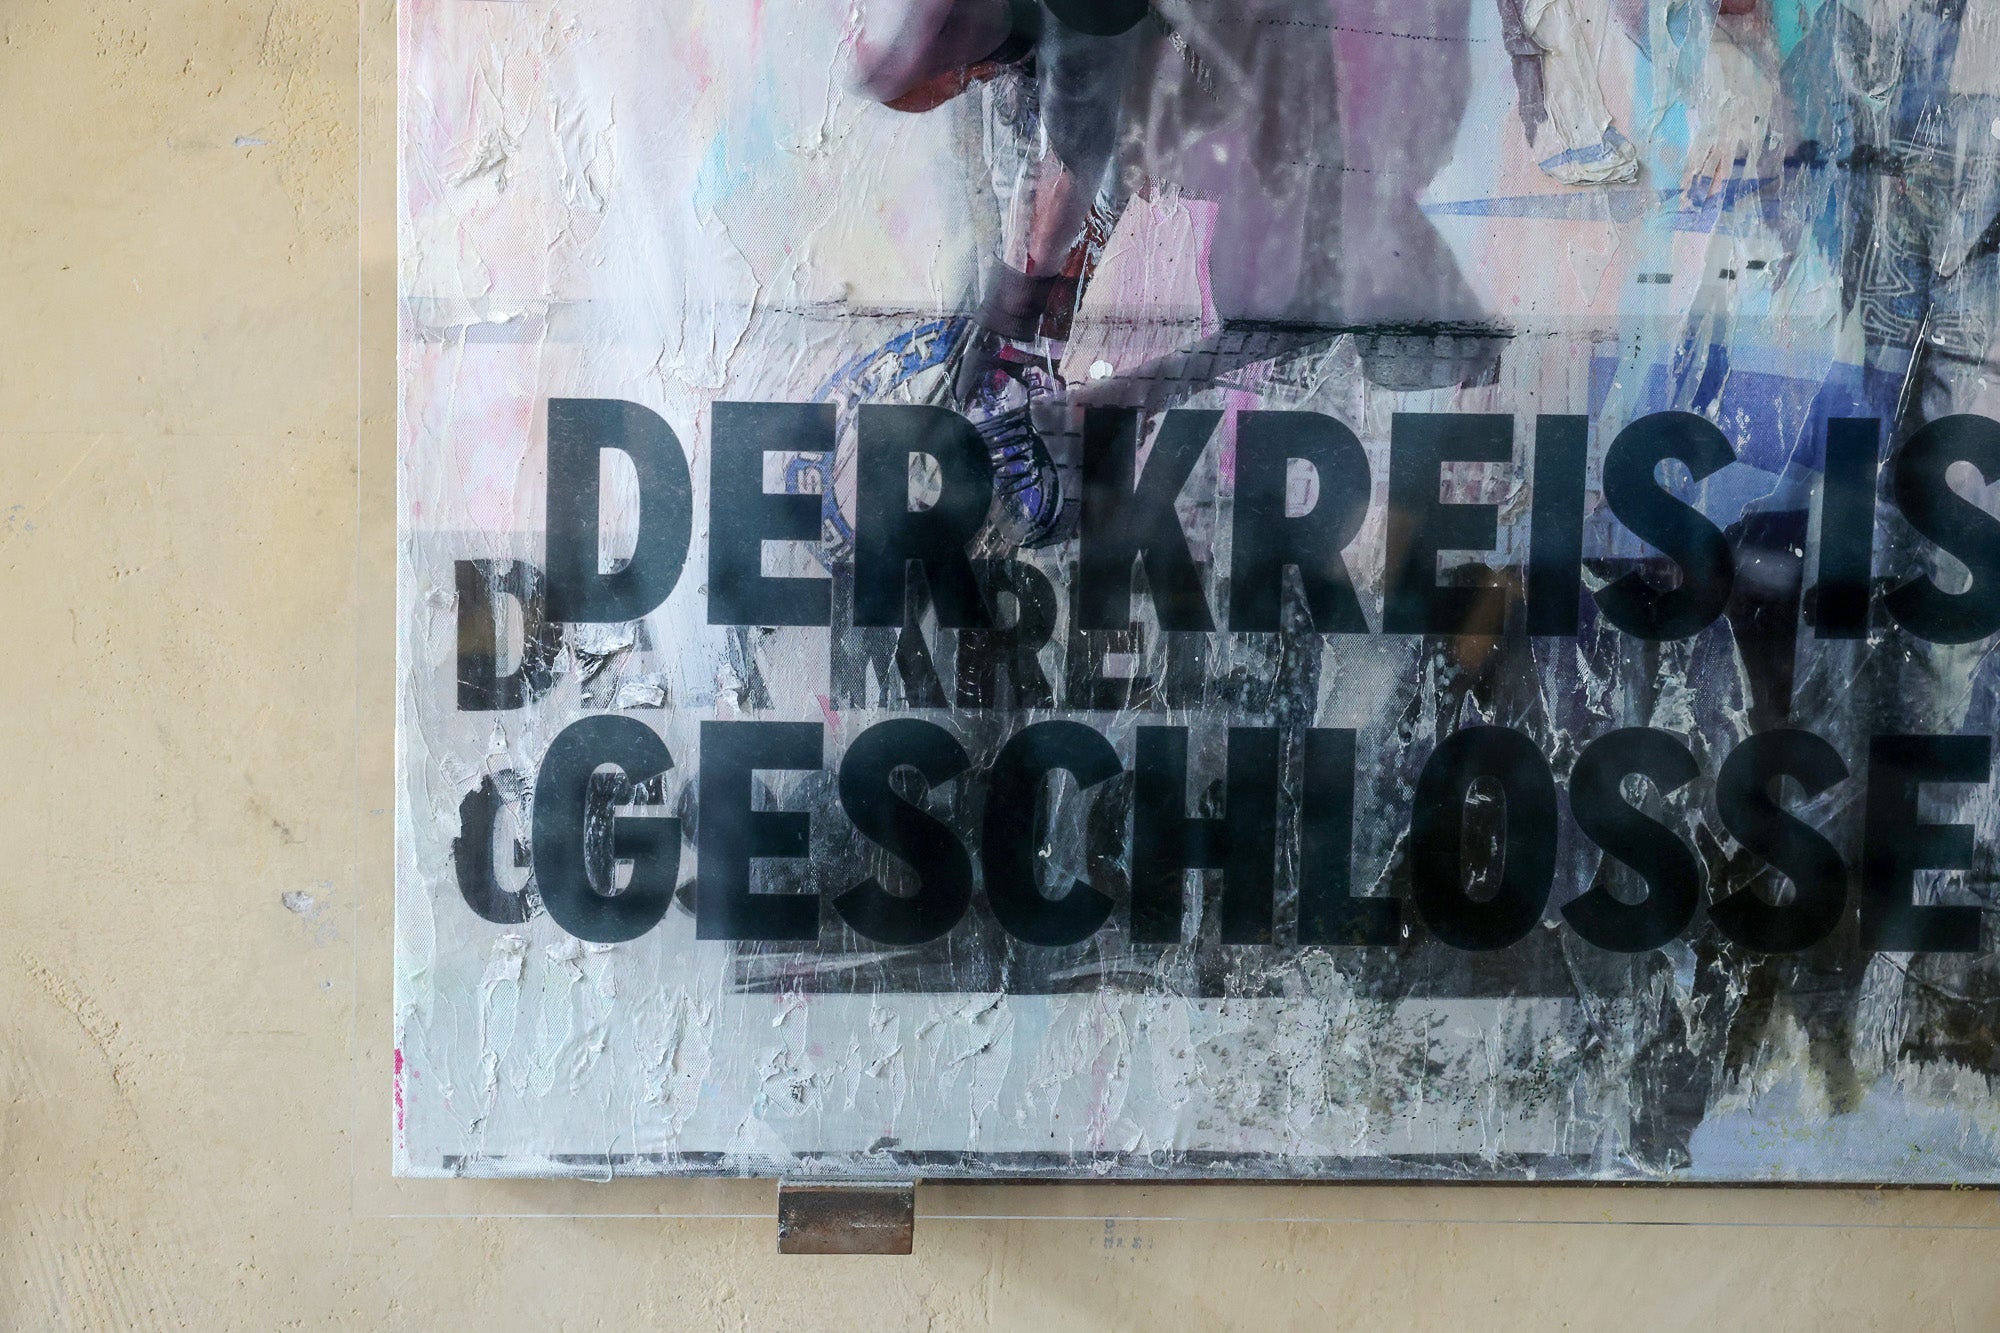 DER KREIS IS
GESCHLOSSE